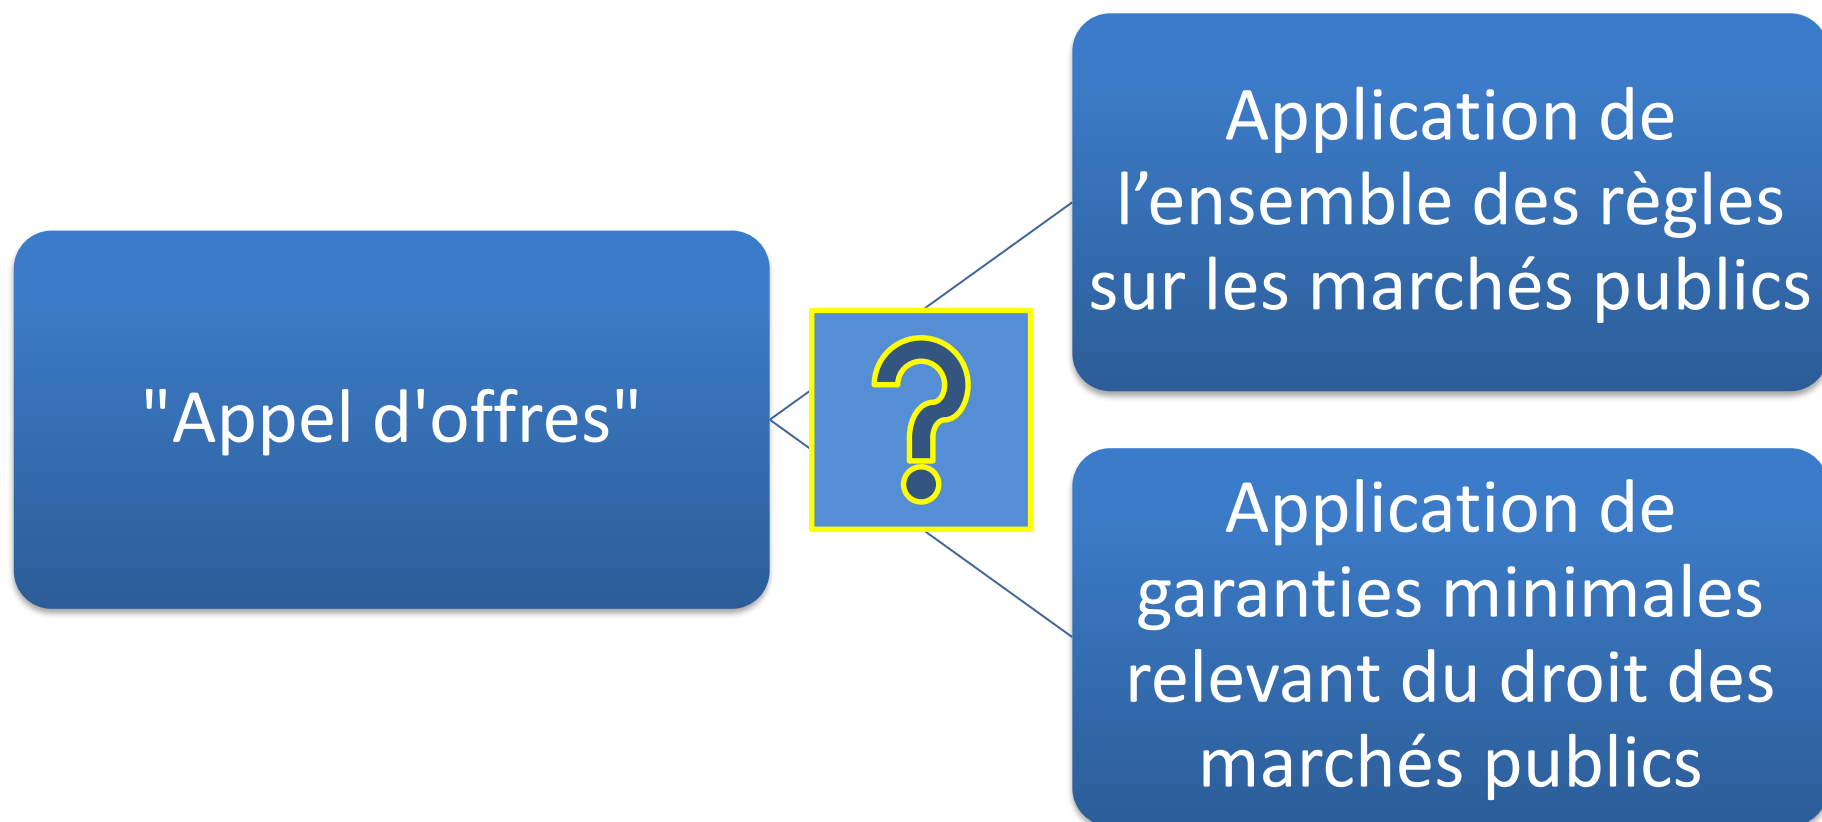 "Appel d'offres"
?
Application de
l’ensemble des règles
sur les marchés publics
Application de
garanties minimales
relevant du droit des
marchés publics